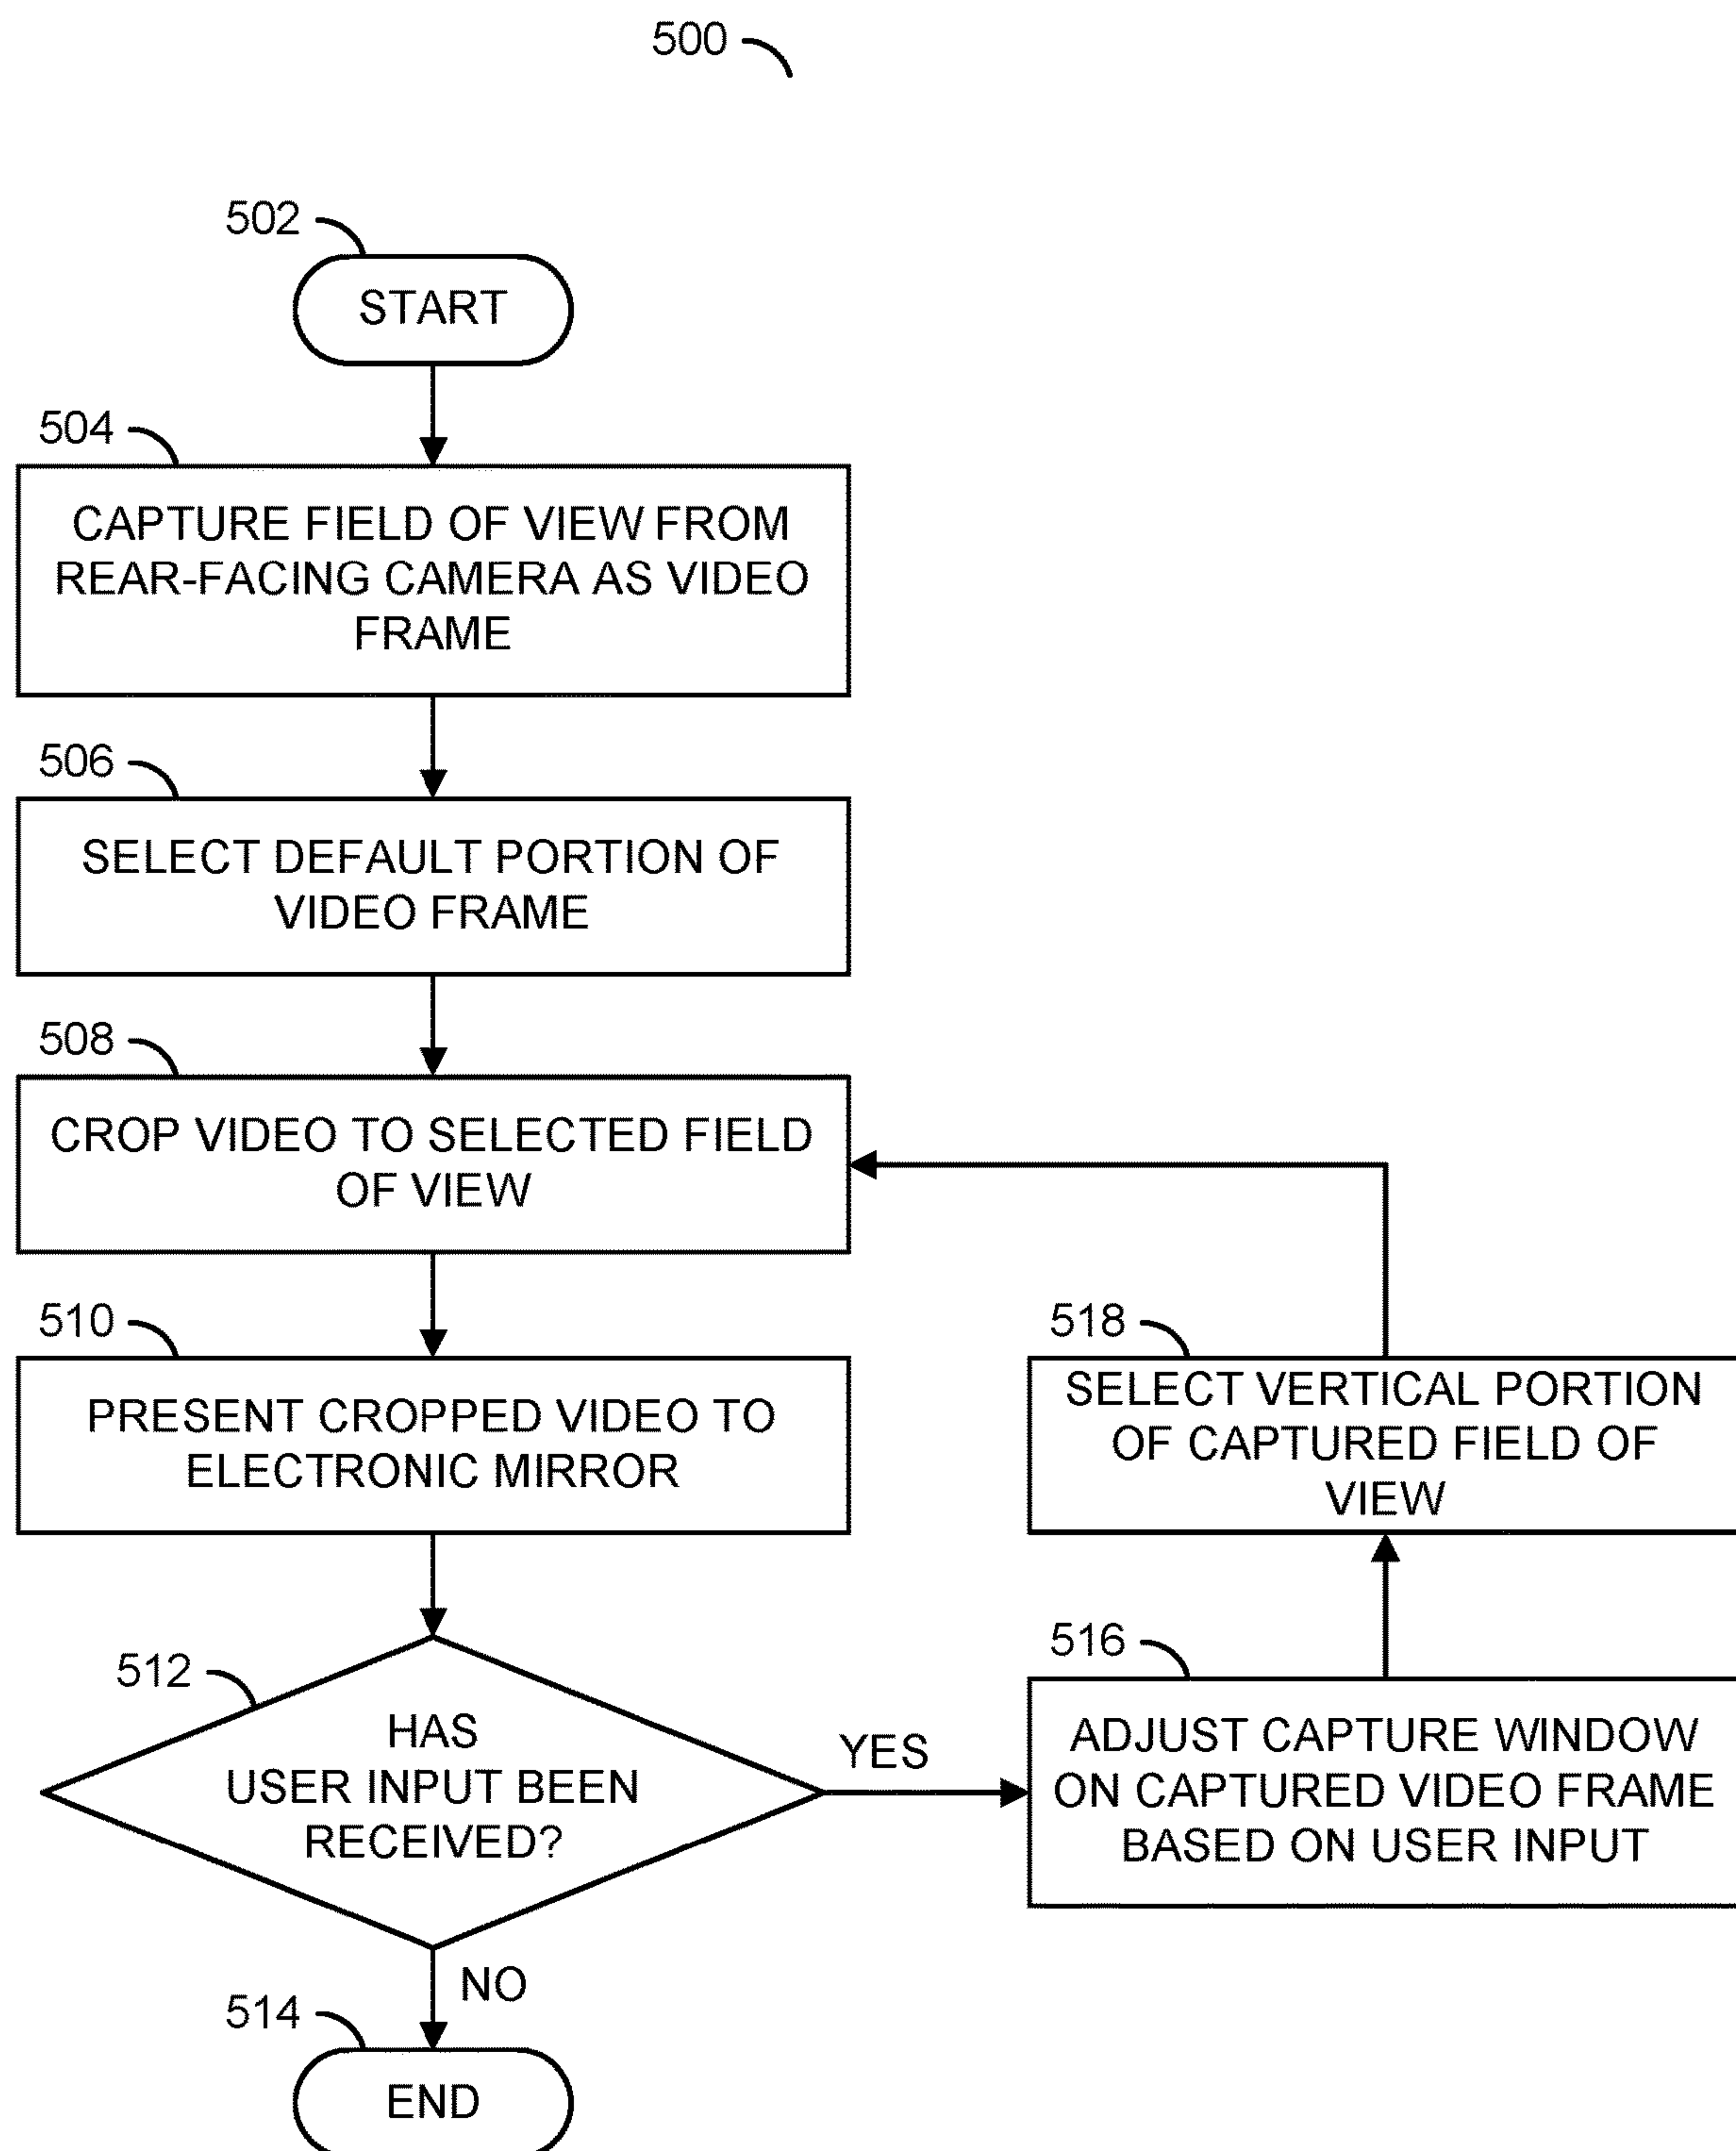 500
502
START
504
CAPTURE FIELD OF VIEW FROM
REAR-FACING CAMERA AS VIDEO
FRAME
506
SELECT DEFAULT PORTION OF
VIDEO FRAME
508
CROP VIDEO TO SELECTED FIELD
OF VIEW
510
PRESENT CROPPED VIDEO TO
ELECTRONIC MIRROR
512
HAS
USER INPUT BEEN
RECEIVED?
YES
NO
514
END
516
ADJUST CAPTURE WINDOW
ON CAPTURED VIDEO FRAME
BASED ON USER INPUT
518
SELECT VERTICAL PORTION
OF CAPTURED FIELD OF
VIEW